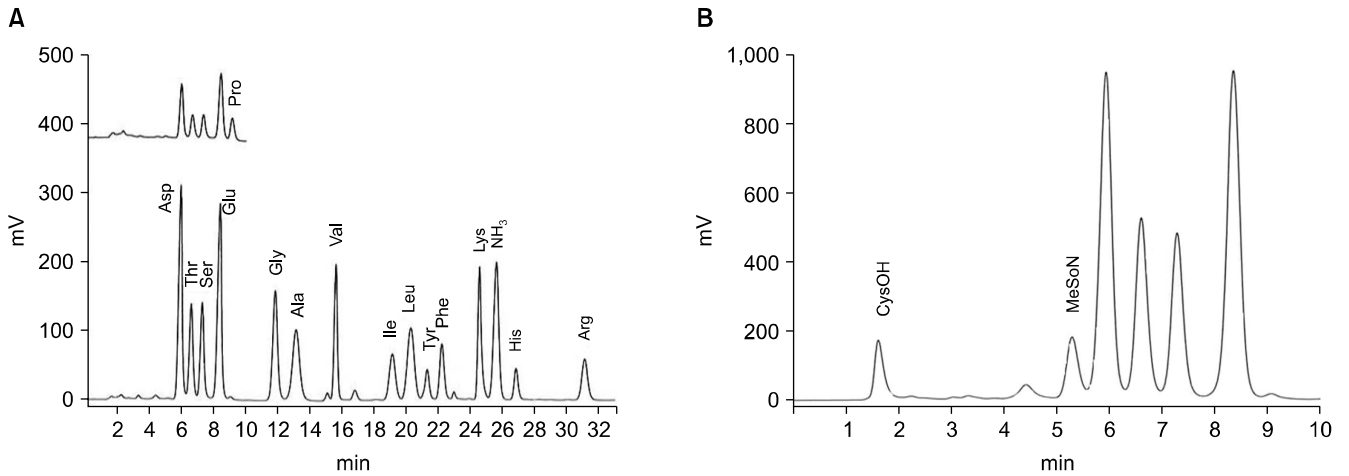 A
500
400
300
200
100
0
mV
Pro
Asp
Thr
Ser
Glu
Gly
Ala
Val
Ile
Leu
Tyr
Phe
Lys
NH3
His
Arg
2 4 6 8 10 12 14 16 18 20 22 24 26 28 30 32
min
B
1,000
800
600
400
200
0
mV
CysOH
MeSoN
1 2 3 4 5 6 7 8 9 10
min